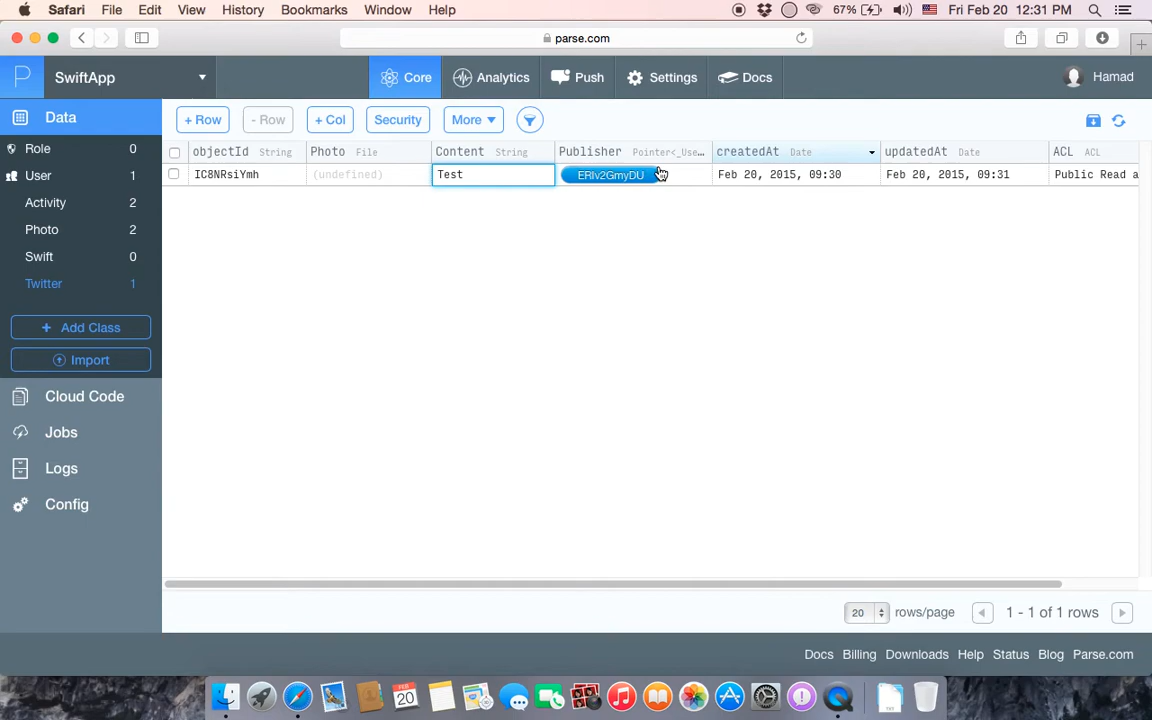 Safari File Edit View History Bookmarks Window Help 67% Fri Feb 20 12:31 PM
parse.com
P SwiftApp Core Analytics Push Settings Docs Hamad
Data + Row - Row + Col Security More
objectId String Photo File Content String Publisher Pointer<_Use... createdAt Date updatedAt Date ACL ACL
IC8NRsiYmh (undefined) Test ERIv2GmyDU Feb 20, 2015, 09:30 Feb 20, 2015, 09:31 Public Read a
Role 0
User 1
Activity 2
Photo 2
Swift 0
Twitter 1
+ Add Class
Import
Cloud Code
Jobs
Logs
Config
20 rows/page 1 - 1 of 1 rows
Docs Billing Downloads Help Status Blog Parse.com
FEB
20
TXT